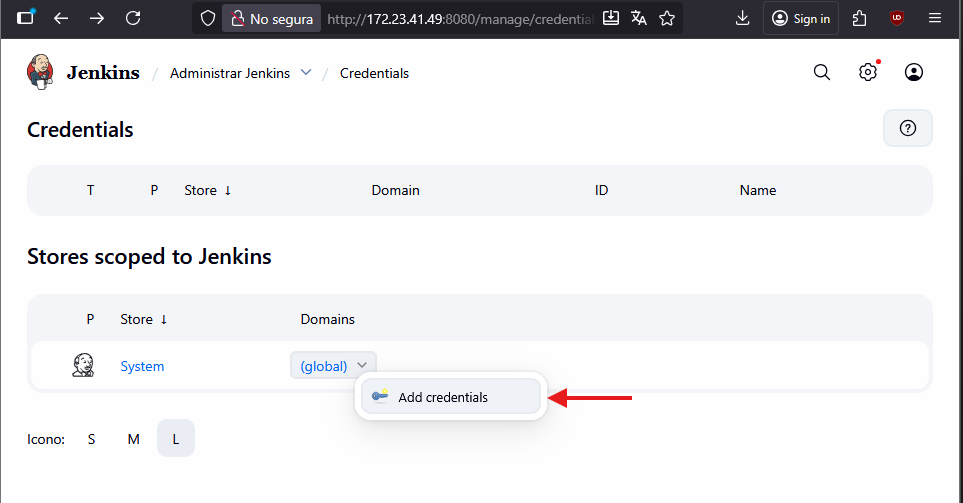 No segura http://172.23.41.49:8080/manage/credential Sign in
Jenkins / Administrar Jenkins / Credentials
Credentials
T P Store ↓ Domain ID Name
Stores scoped to Jenkins
P Store ↓ Domains
System (global)
Add credentials
Icono: S M L